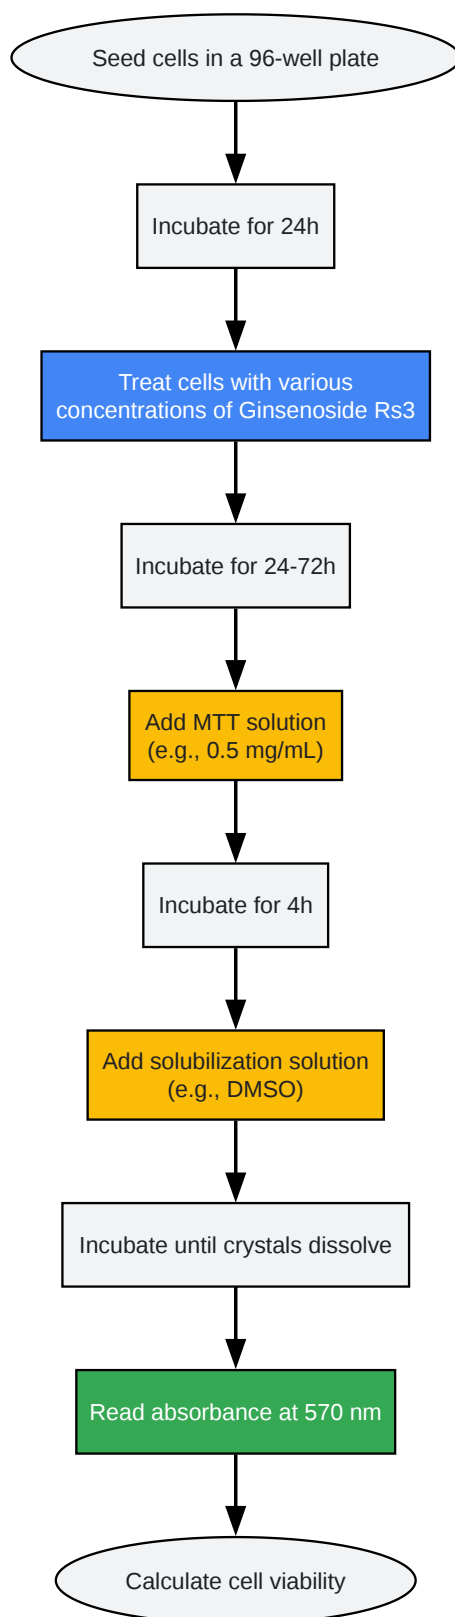 Seed cells in a 96-well plate
Incubate for 24h
Treat cells with various
concentrations of Ginsenoside Rs3
Incubate for 24-72h
Add MTT solution
(e.g., 0.5 mg/mL)
Incubate for 4h
Add solubilization solution
(e.g., DMSO)
Incubate until crystals dissolve
Read absorbance at 570 nm
Calculate cell viability